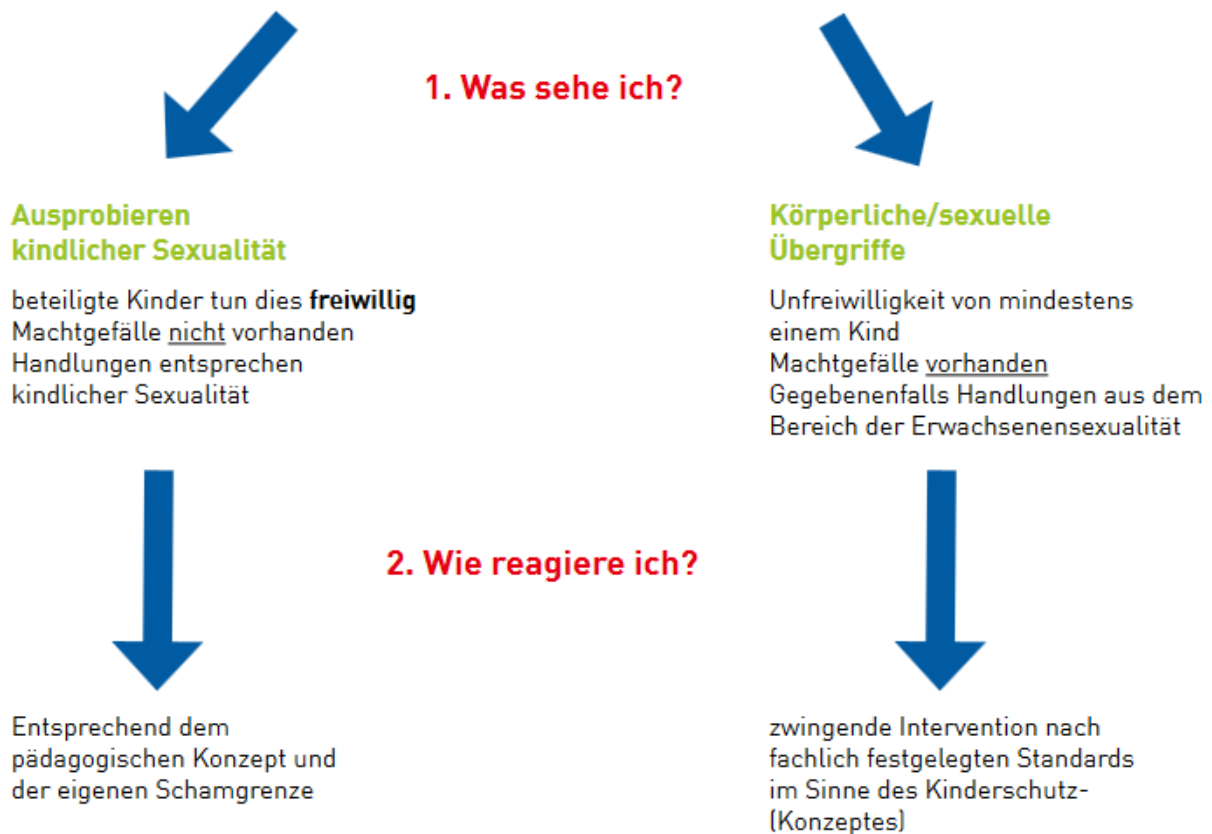 1. Was sehe ich?
Ausprobieren
kindlicher Sexualität
beteiligte Kinder tun dies freiwillig
Machtgefälle nicht vorhanden
Handlungen entsprechen
kindlicher Sexualität
Körperliche/sexuelle
Übergriffe
Unfreiwilligkeit von mindestens
einem Kind
Machtgefälle vorhanden
Gegebenenfalls Handlungen aus dem
Bereich der Erwachsenensexualität
2. Wie reagiere ich?
Entsprechend dem
pädagogischen Konzept und
der eigenen Schamgrenze
zwingende Intervention nach
fachlich festgelegten Standards
im Sinne des Kinderschutz-
(Konzeptes)